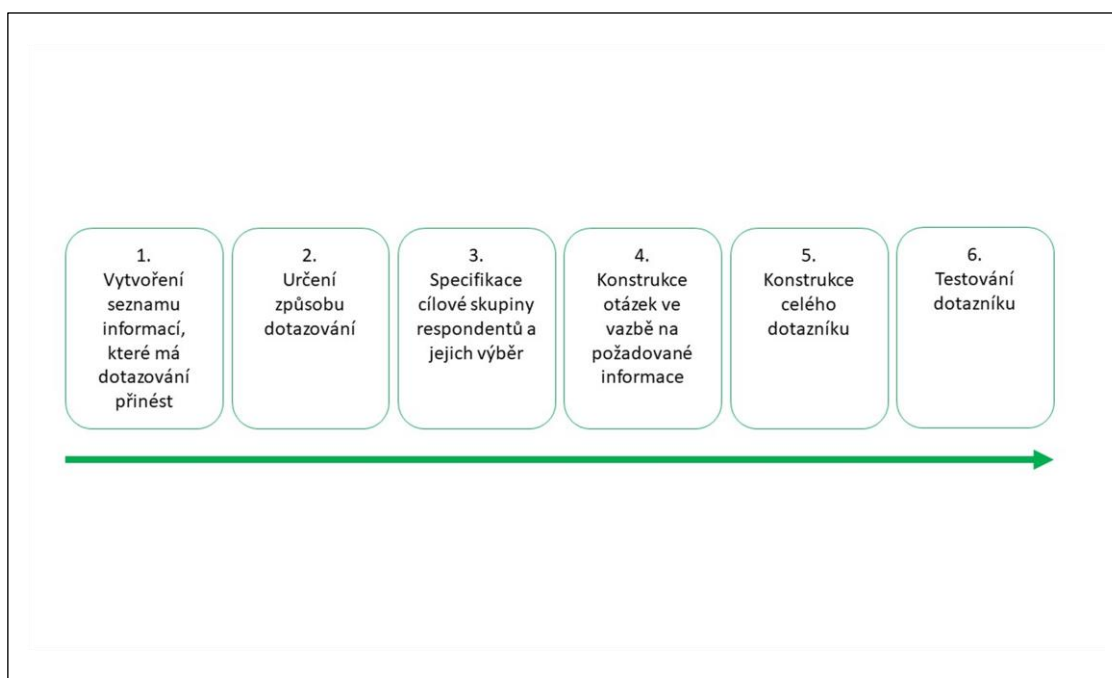 1.
Vytvoření
seznamu
informací,
které má
dotazování
přinést
2.
Určení
způsobu
dotazování
3.
Specifikace
cílové skupiny
respondentů a
jejich výběr
4.
Konstrukce
otázek ve
vazbě na
požadované
informace
5.
Konstrukce
celého
dotazníku
6.
Testování
dotazníku